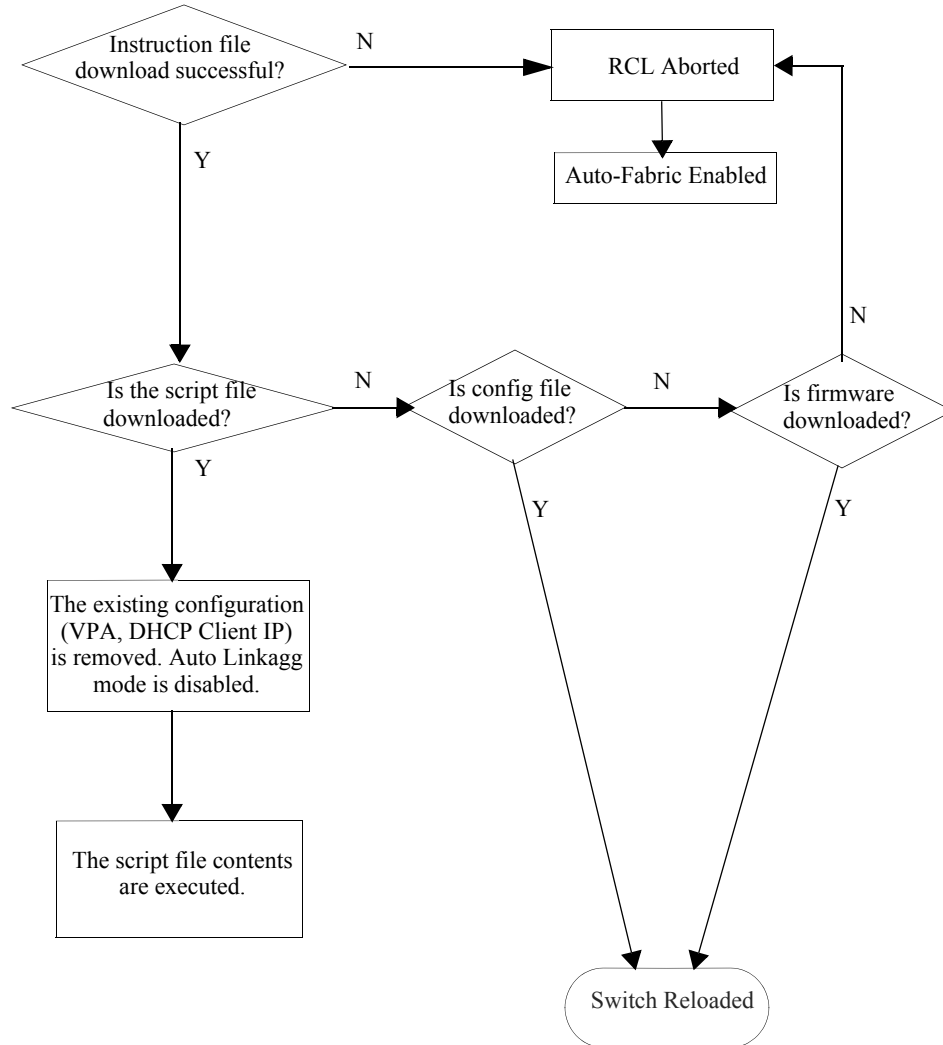 Instruction file
download successful?
N
RCL Aborted
Y
Auto-Fabric Enabled
N
Is the script file
downloaded?
N
Is config file
downloaded?
N
Is firmware
downloaded?
Y
Y
Y
The existing configuration
(VPA, DHCP Client IP)
is removed. Auto Linkagg
mode is disabled.
The script file contents
are executed.
Switch Reloaded